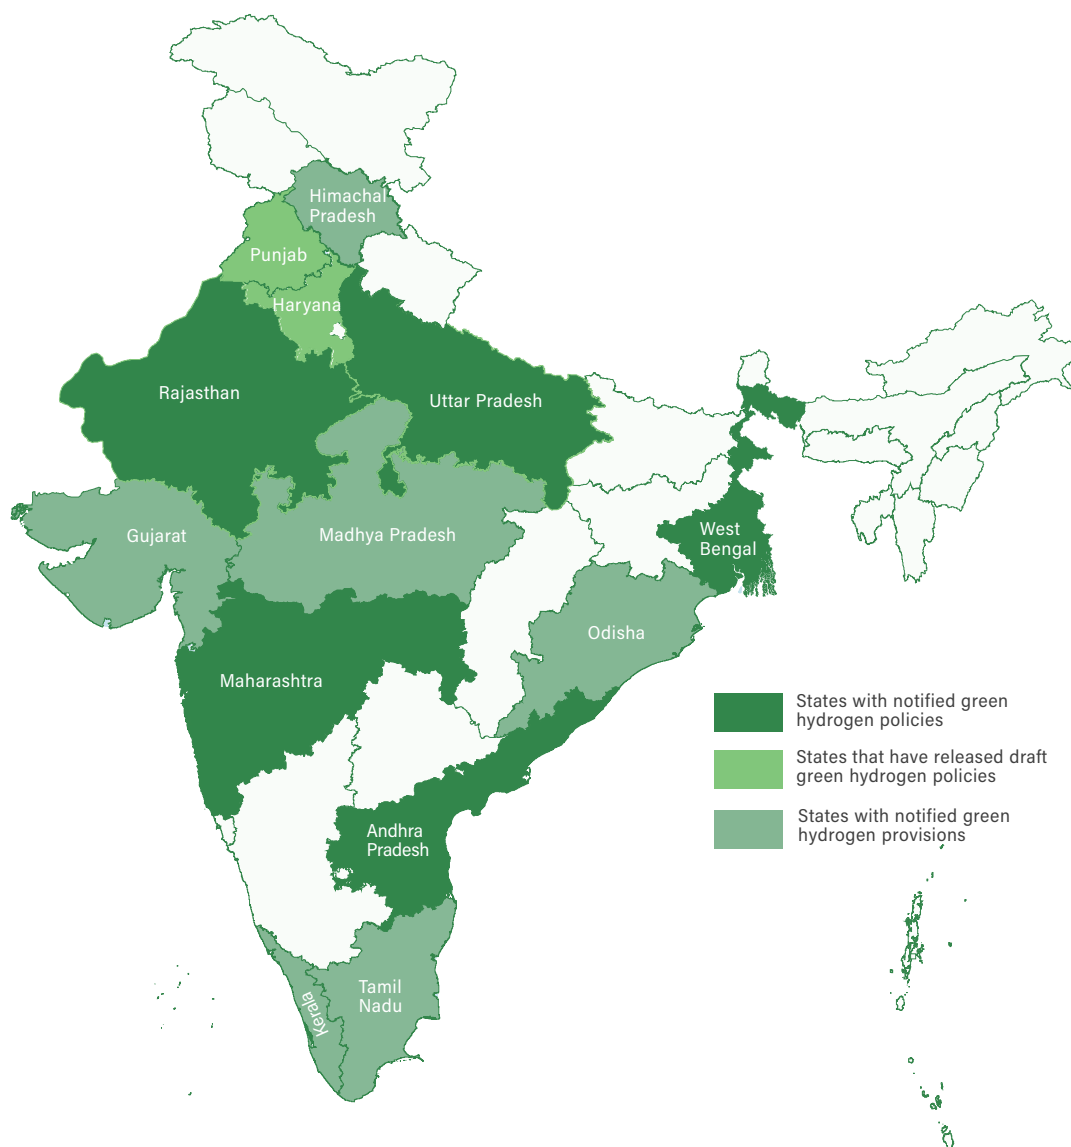 Himachal
Pradesh
Punjab
Haryana
Rajasthan
Uttar Pradesh
Gujarat
Madhya Pradesh
West
Bengal
Odisha
Maharashtra
States with notified green
hydrogen policies
States that have released draft
green hydrogen policies
States with notified green
hydrogen provisions
Andhra
Pradesh
Tamil
Nadu
Kerala